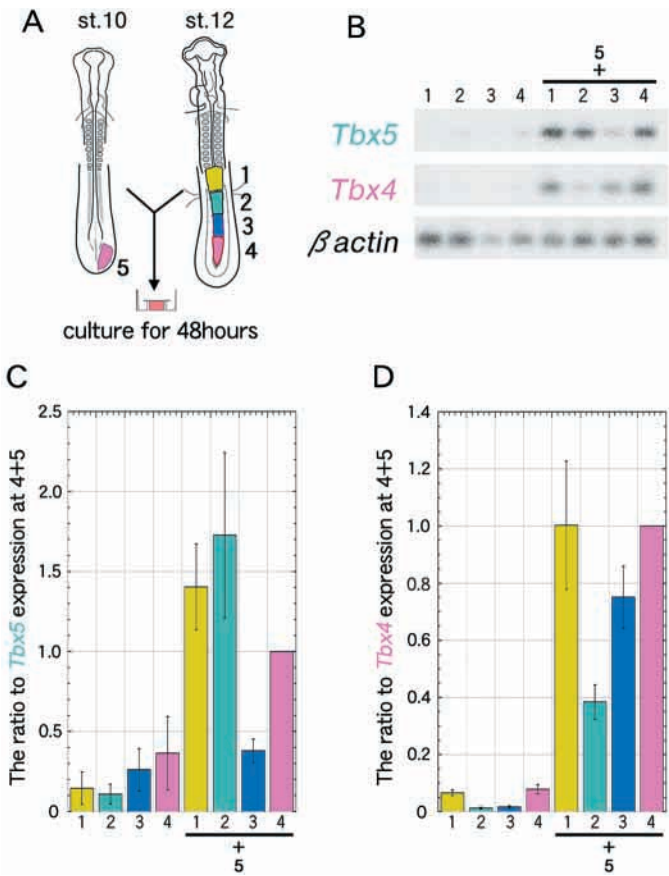 A
st.10 st.12
1
2
3
4
5
culture for 48hours
B
5
+
1 2 3 4 1 2 3 4
Tbx5
Tbx4
β actin
C
The ratio to Tbx5 expression at 4+5
2.5
2.0
1.5
1.0
0.5
0
1 2 3 4 1 2 3 4
+
5
D
The ratio to Tbx4 expression at 4+5
1.4
1.2
1.0
0.8
0.6
0.4
0.2
0
1 2 3 4 1 2 3 4
+
5